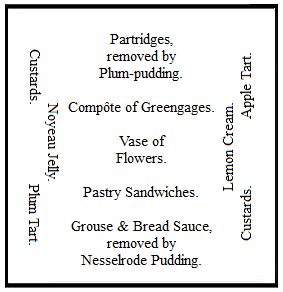 Partridges,
removed by
Plum-pudding.
Custards.
Apple Tart.
Compôte of Greengages.
Noyeau Jelly.
Lemon Cream.
Vase of
Flowers.
Plum Tart.
Pastry Sandwiches.
Custards.
Grouse & Bread Sauce,
removed by
Nesselrode Pudding.